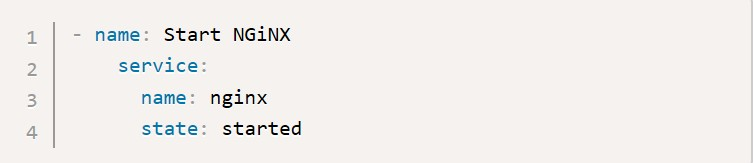 1 - name: Start NGiNX
2     service:
3       name: nginx
4       state: started